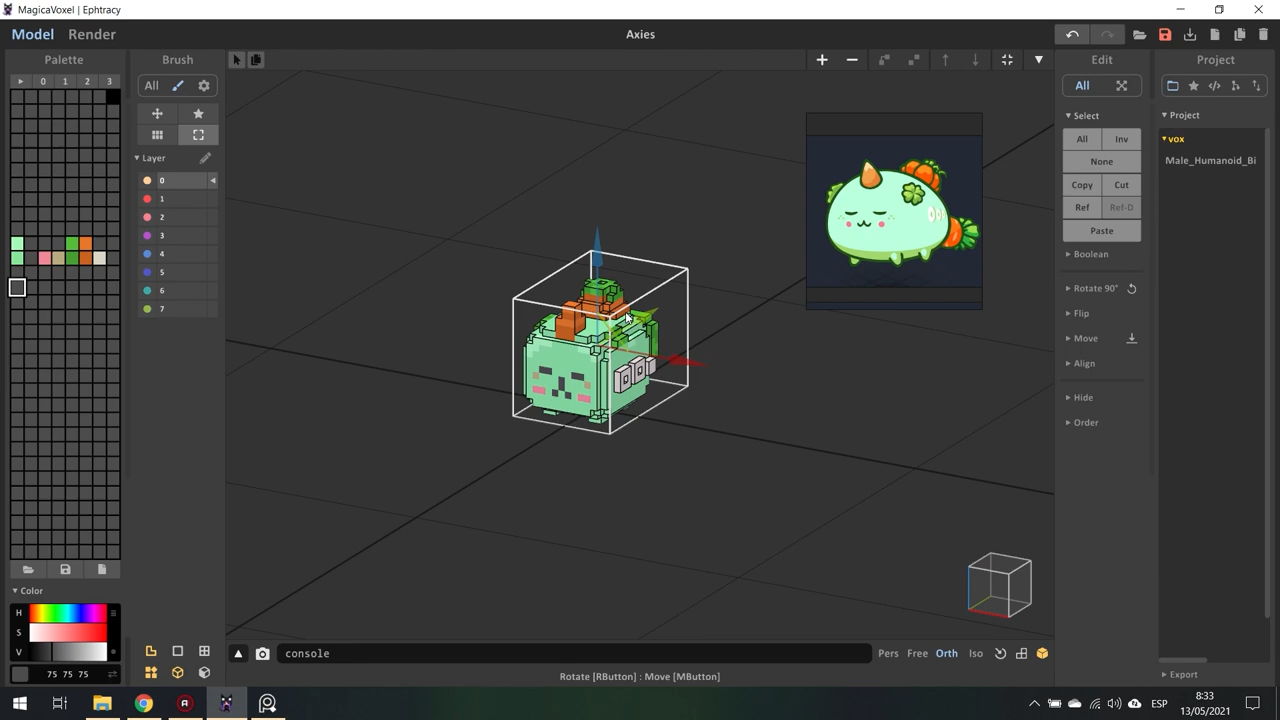 MagicaVoxel | Ephtracy
Model Render
Axies
Palette
Brush
Edit
Project
0 1 2 3
All
All
Layer
0
1
2
3
4
5
6
7
Select
All Inv
None
Copy Cut
Ref Ref-D
Paste
Boolean
Rotate 90°
Flip
Move
Align
Hide
Order
Project
vox
Male_Humanoid_Bi
Color
H
S
V
75 75 75
console
Pers Free Orth Iso
Rotate [RButton] : Move [MButton]
Export
ESP
8:33
13/05/2021